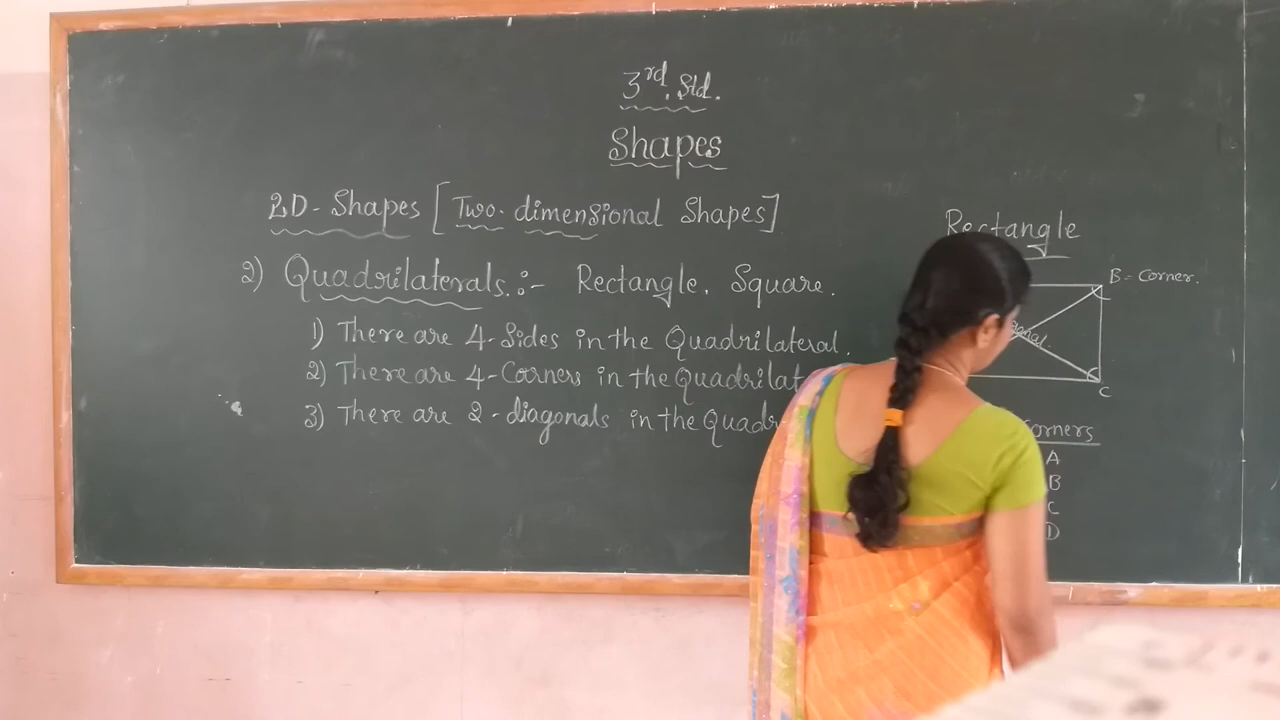 3rd. Std.
Shapes
2D - Shapes [Two-dimensional Shapes]
2) Quadrilaterals :- Rectangle, Square.
1) There are 4-Sides in the Quadrilateral.
2) There are 4-Corners in the Quadrilat
3) There are 2-diagonals in the Quadr
Rectangle
B = Corner.
C
Corners
A
B
C
D